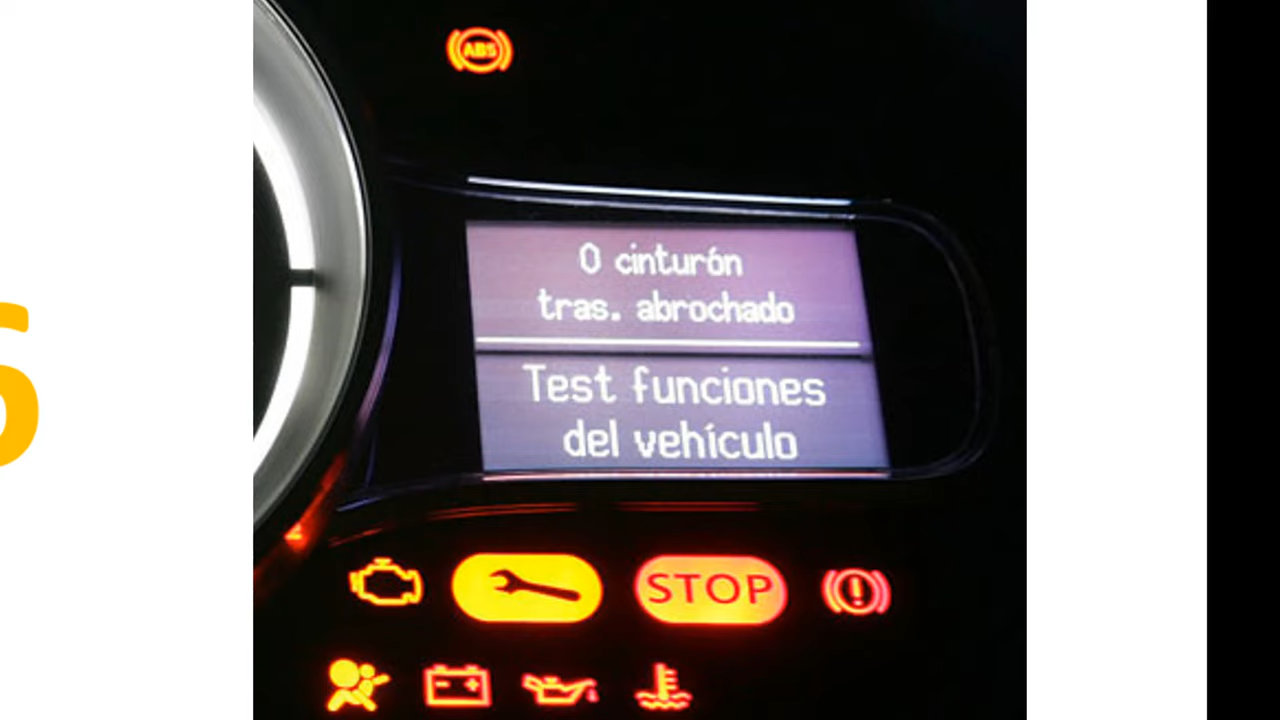 ABS
0 cinturón
tras. abrochado
Test funciones
del vehículo
STOP